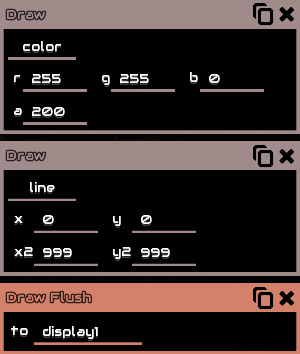 Draw
color
r 255 g 255 b 0
a 200
Draw
line
x 0 y 0
x2 999 y2 999
Draw Flush
to display1